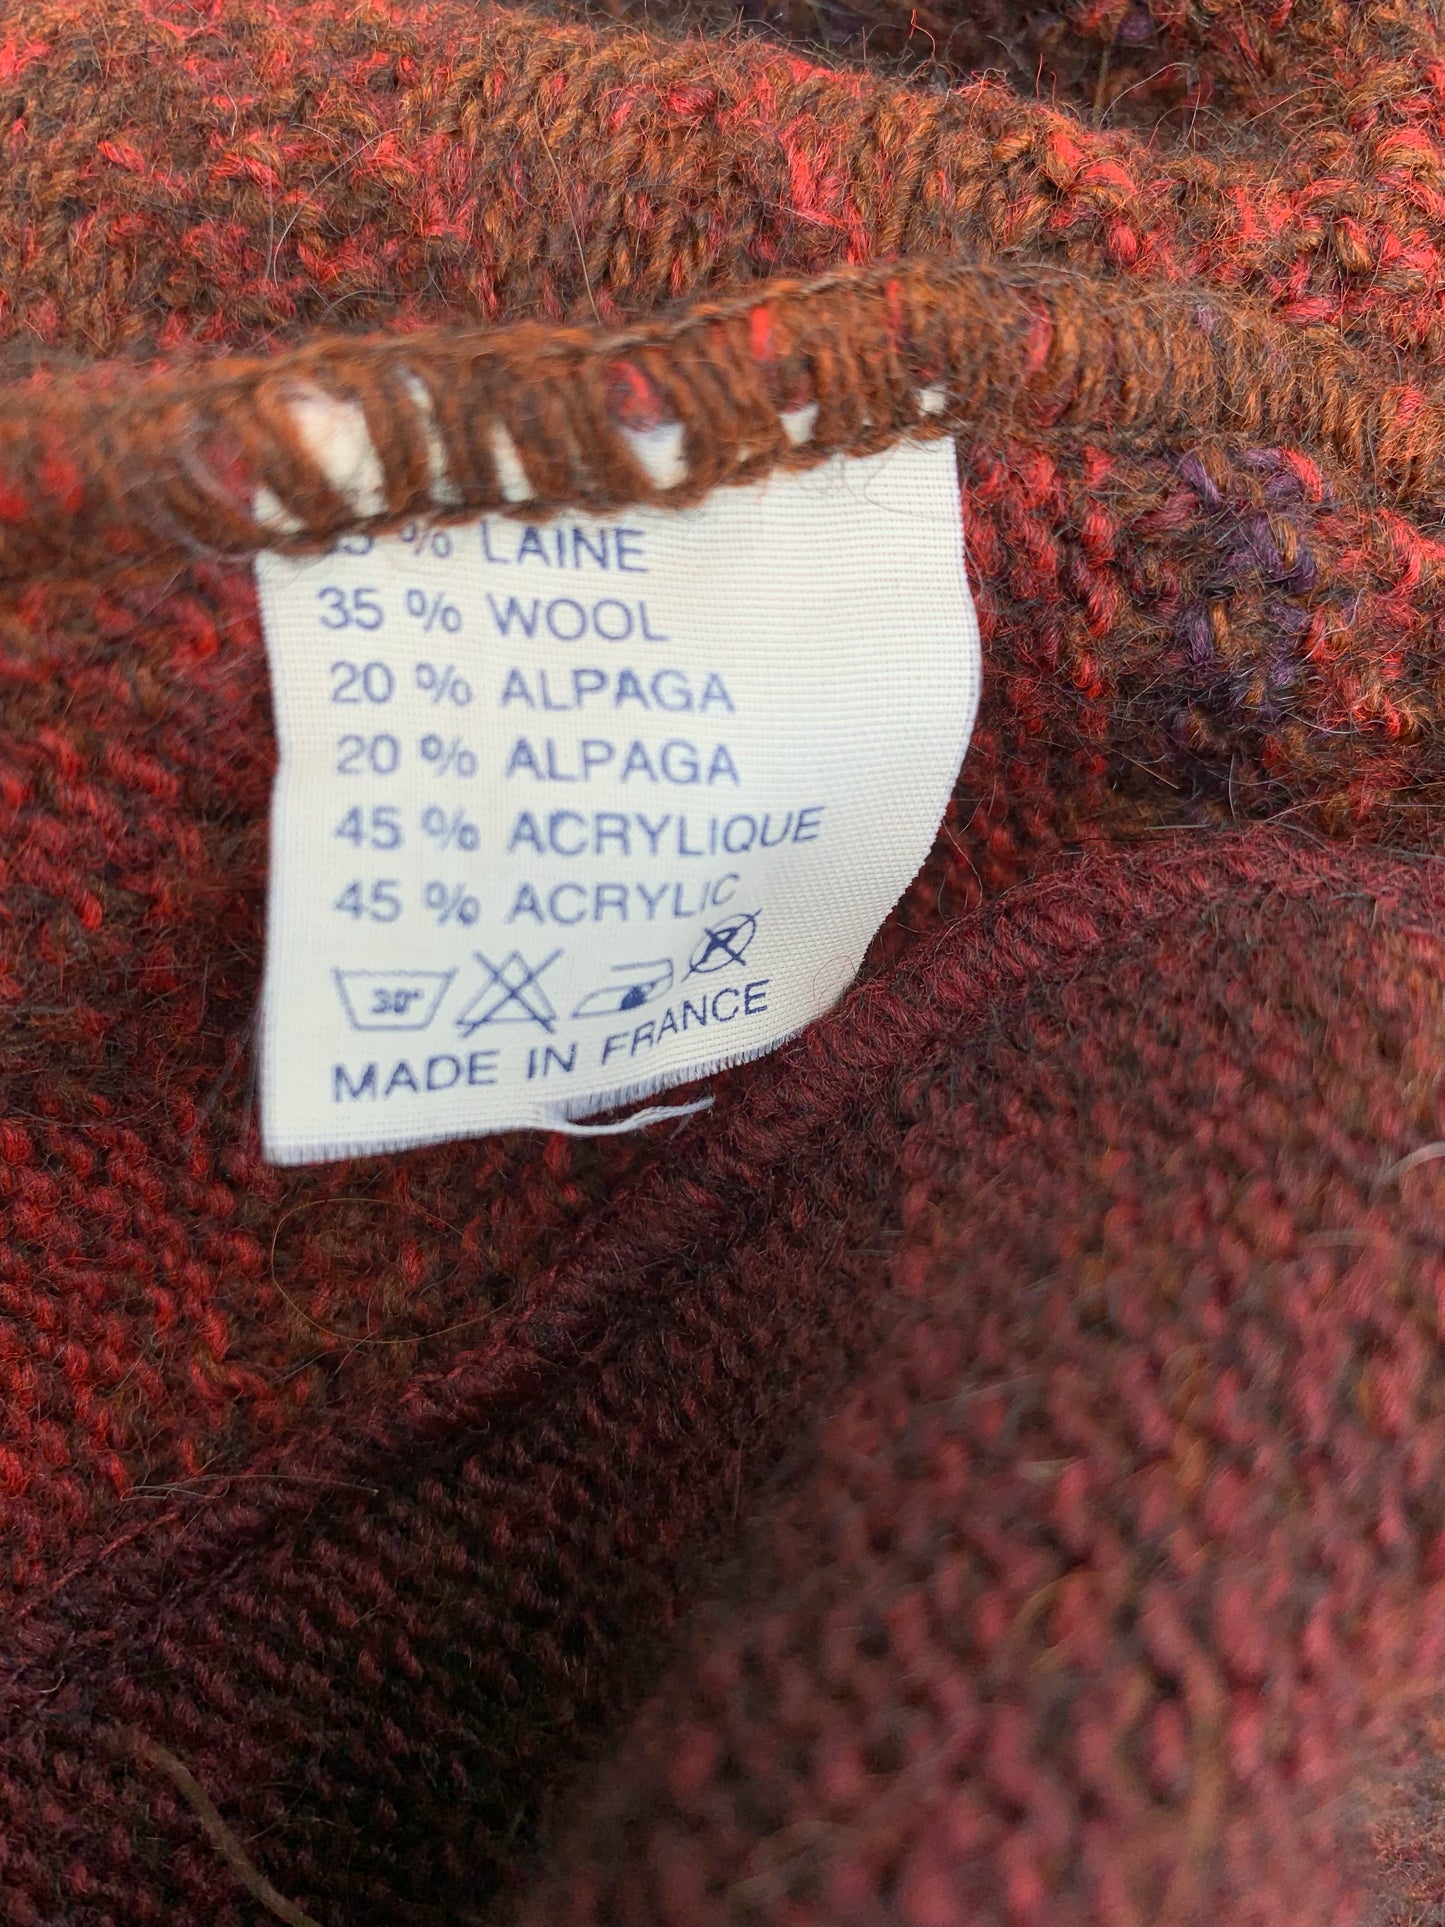 % LAINE
35 % WOOL
20 % ALPAGA
20 % ALPAGA
45 % ACRYLIQUE
45 % ACRYLIC
30°
MADE IN FRANCE